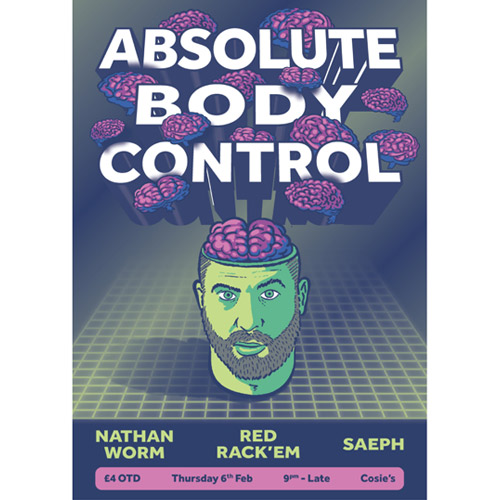 ABSOLUTE
BODY
CONTROL
NATHAN WORM
RED RACK'EM
SAEPH
£4 OTD Thursday 6th Feb 9pm - Late Cosie's